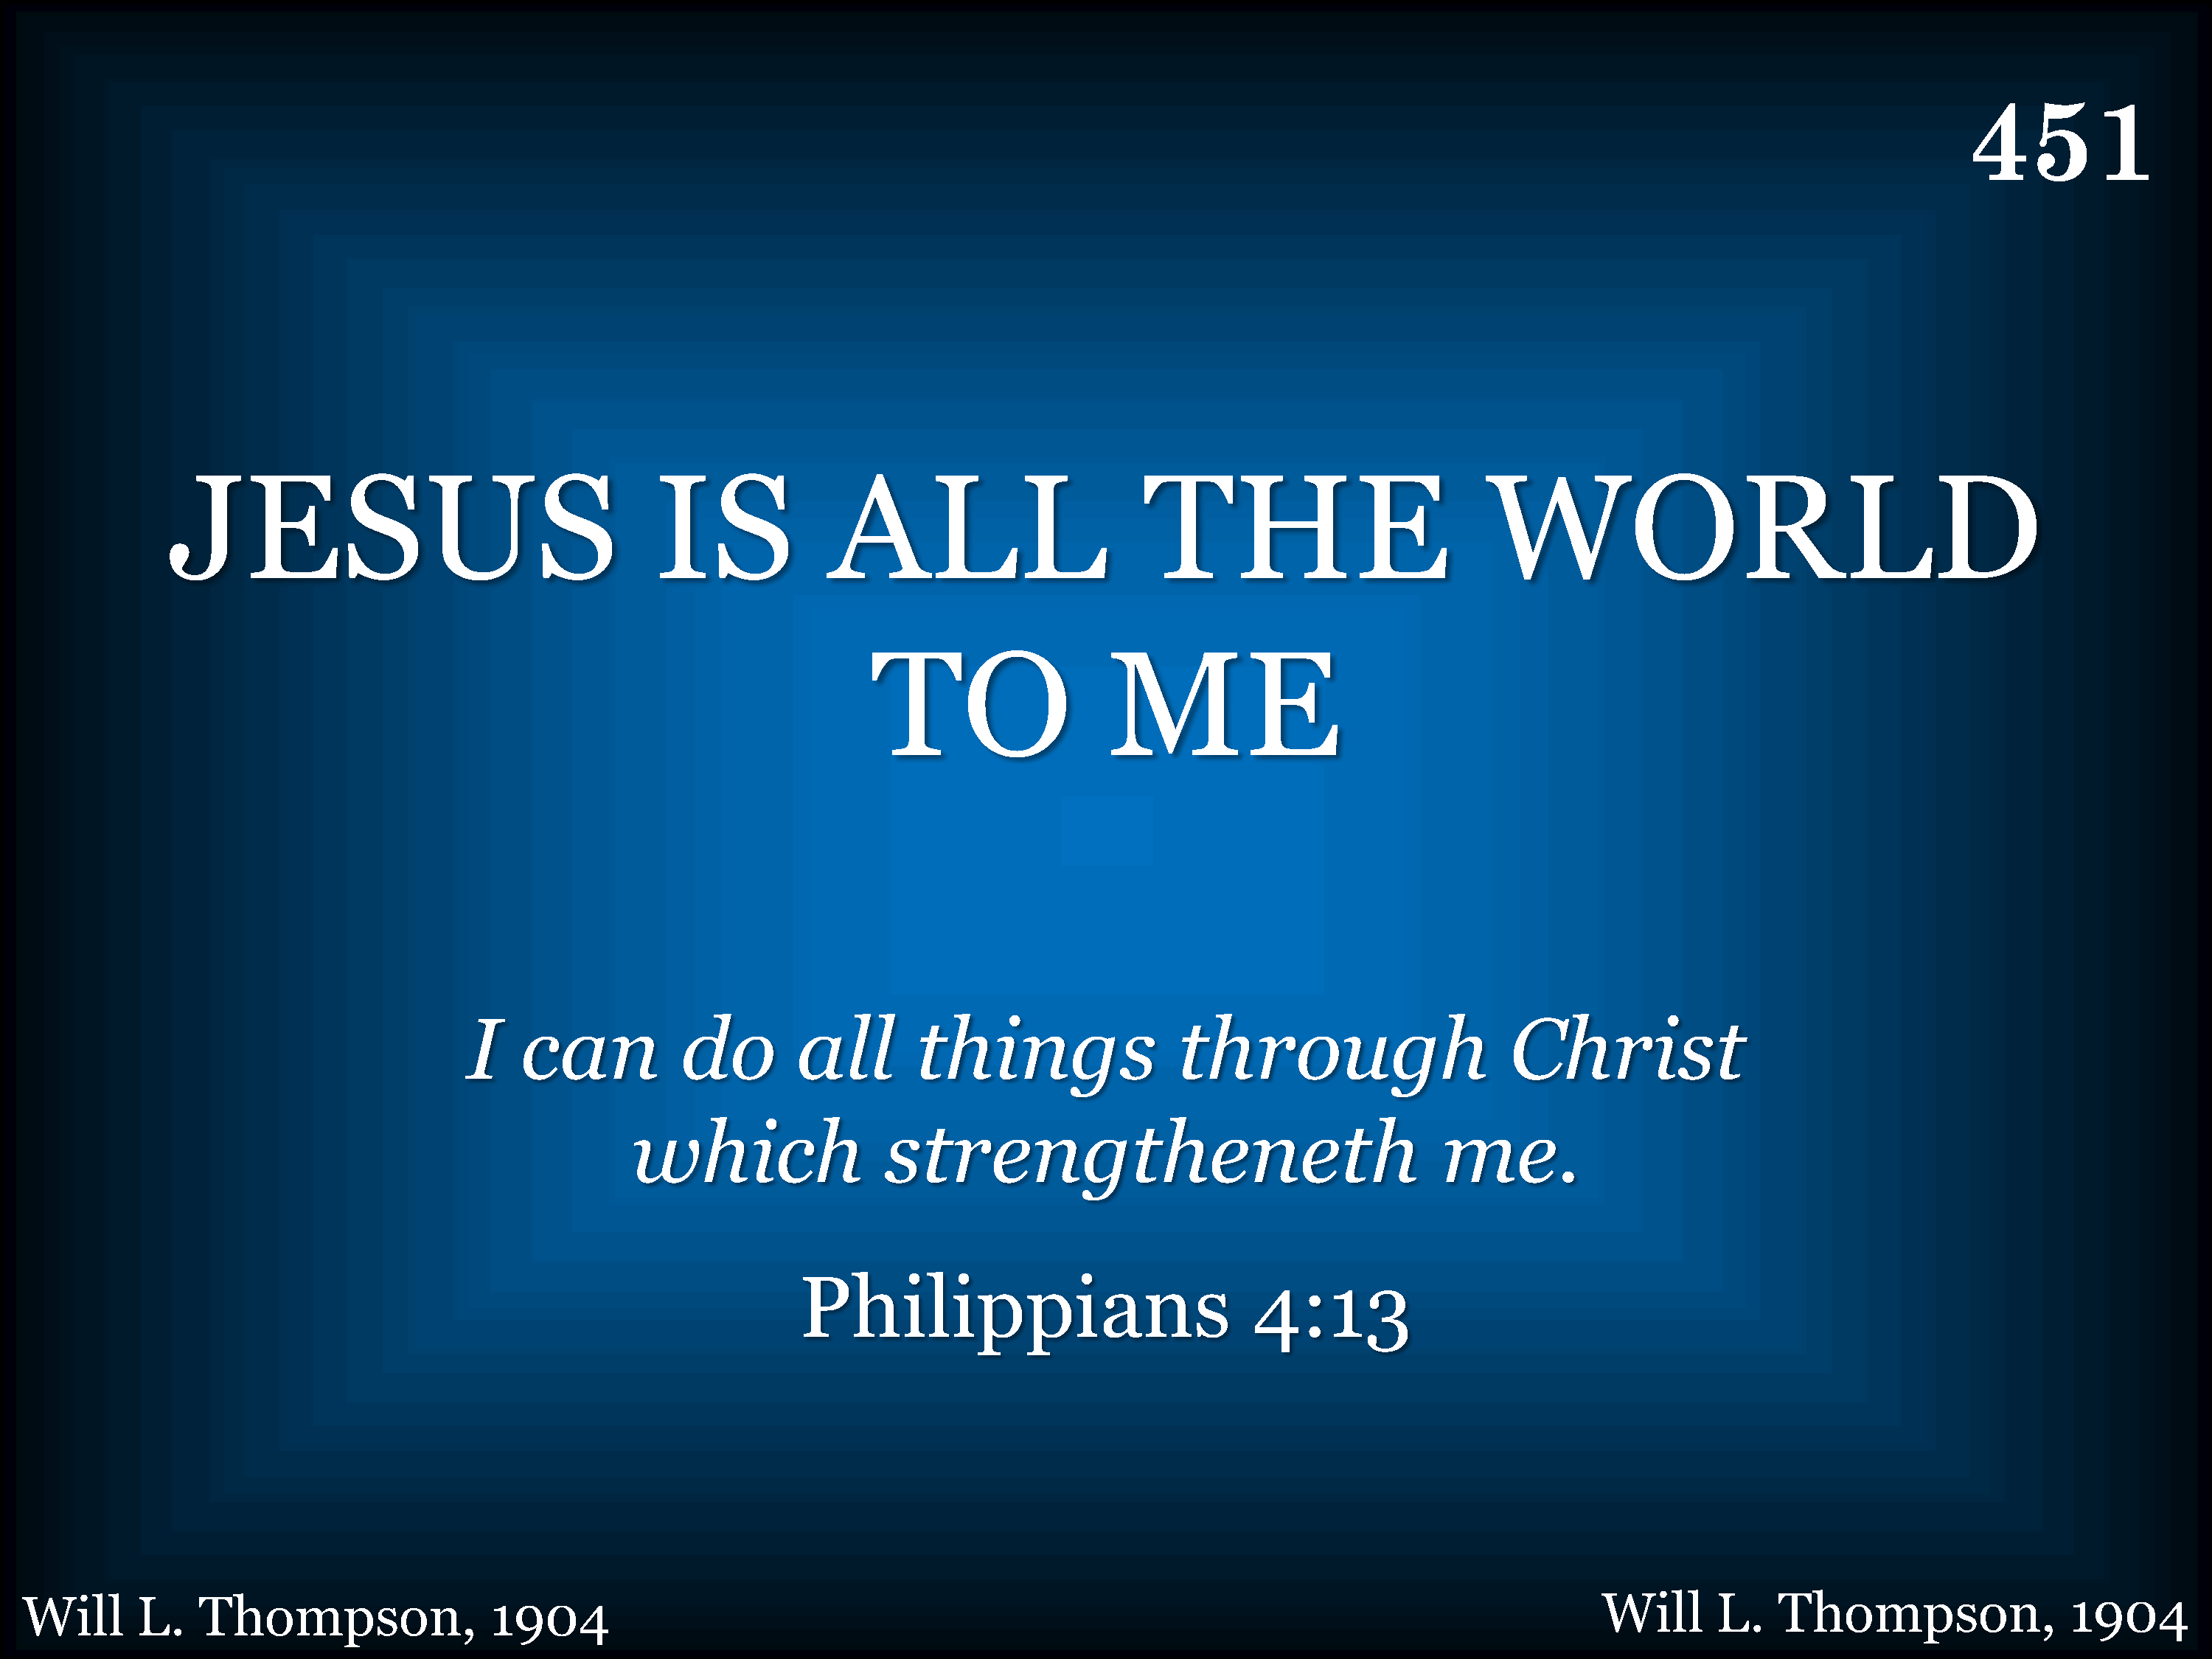 451
JESUS IS ALL THE WORLD
TO ME
I can do all things through Christ
which strengtheneth me.
Philippians 4:13
Will L. Thompson, 1904
Will L. Thompson, 1904